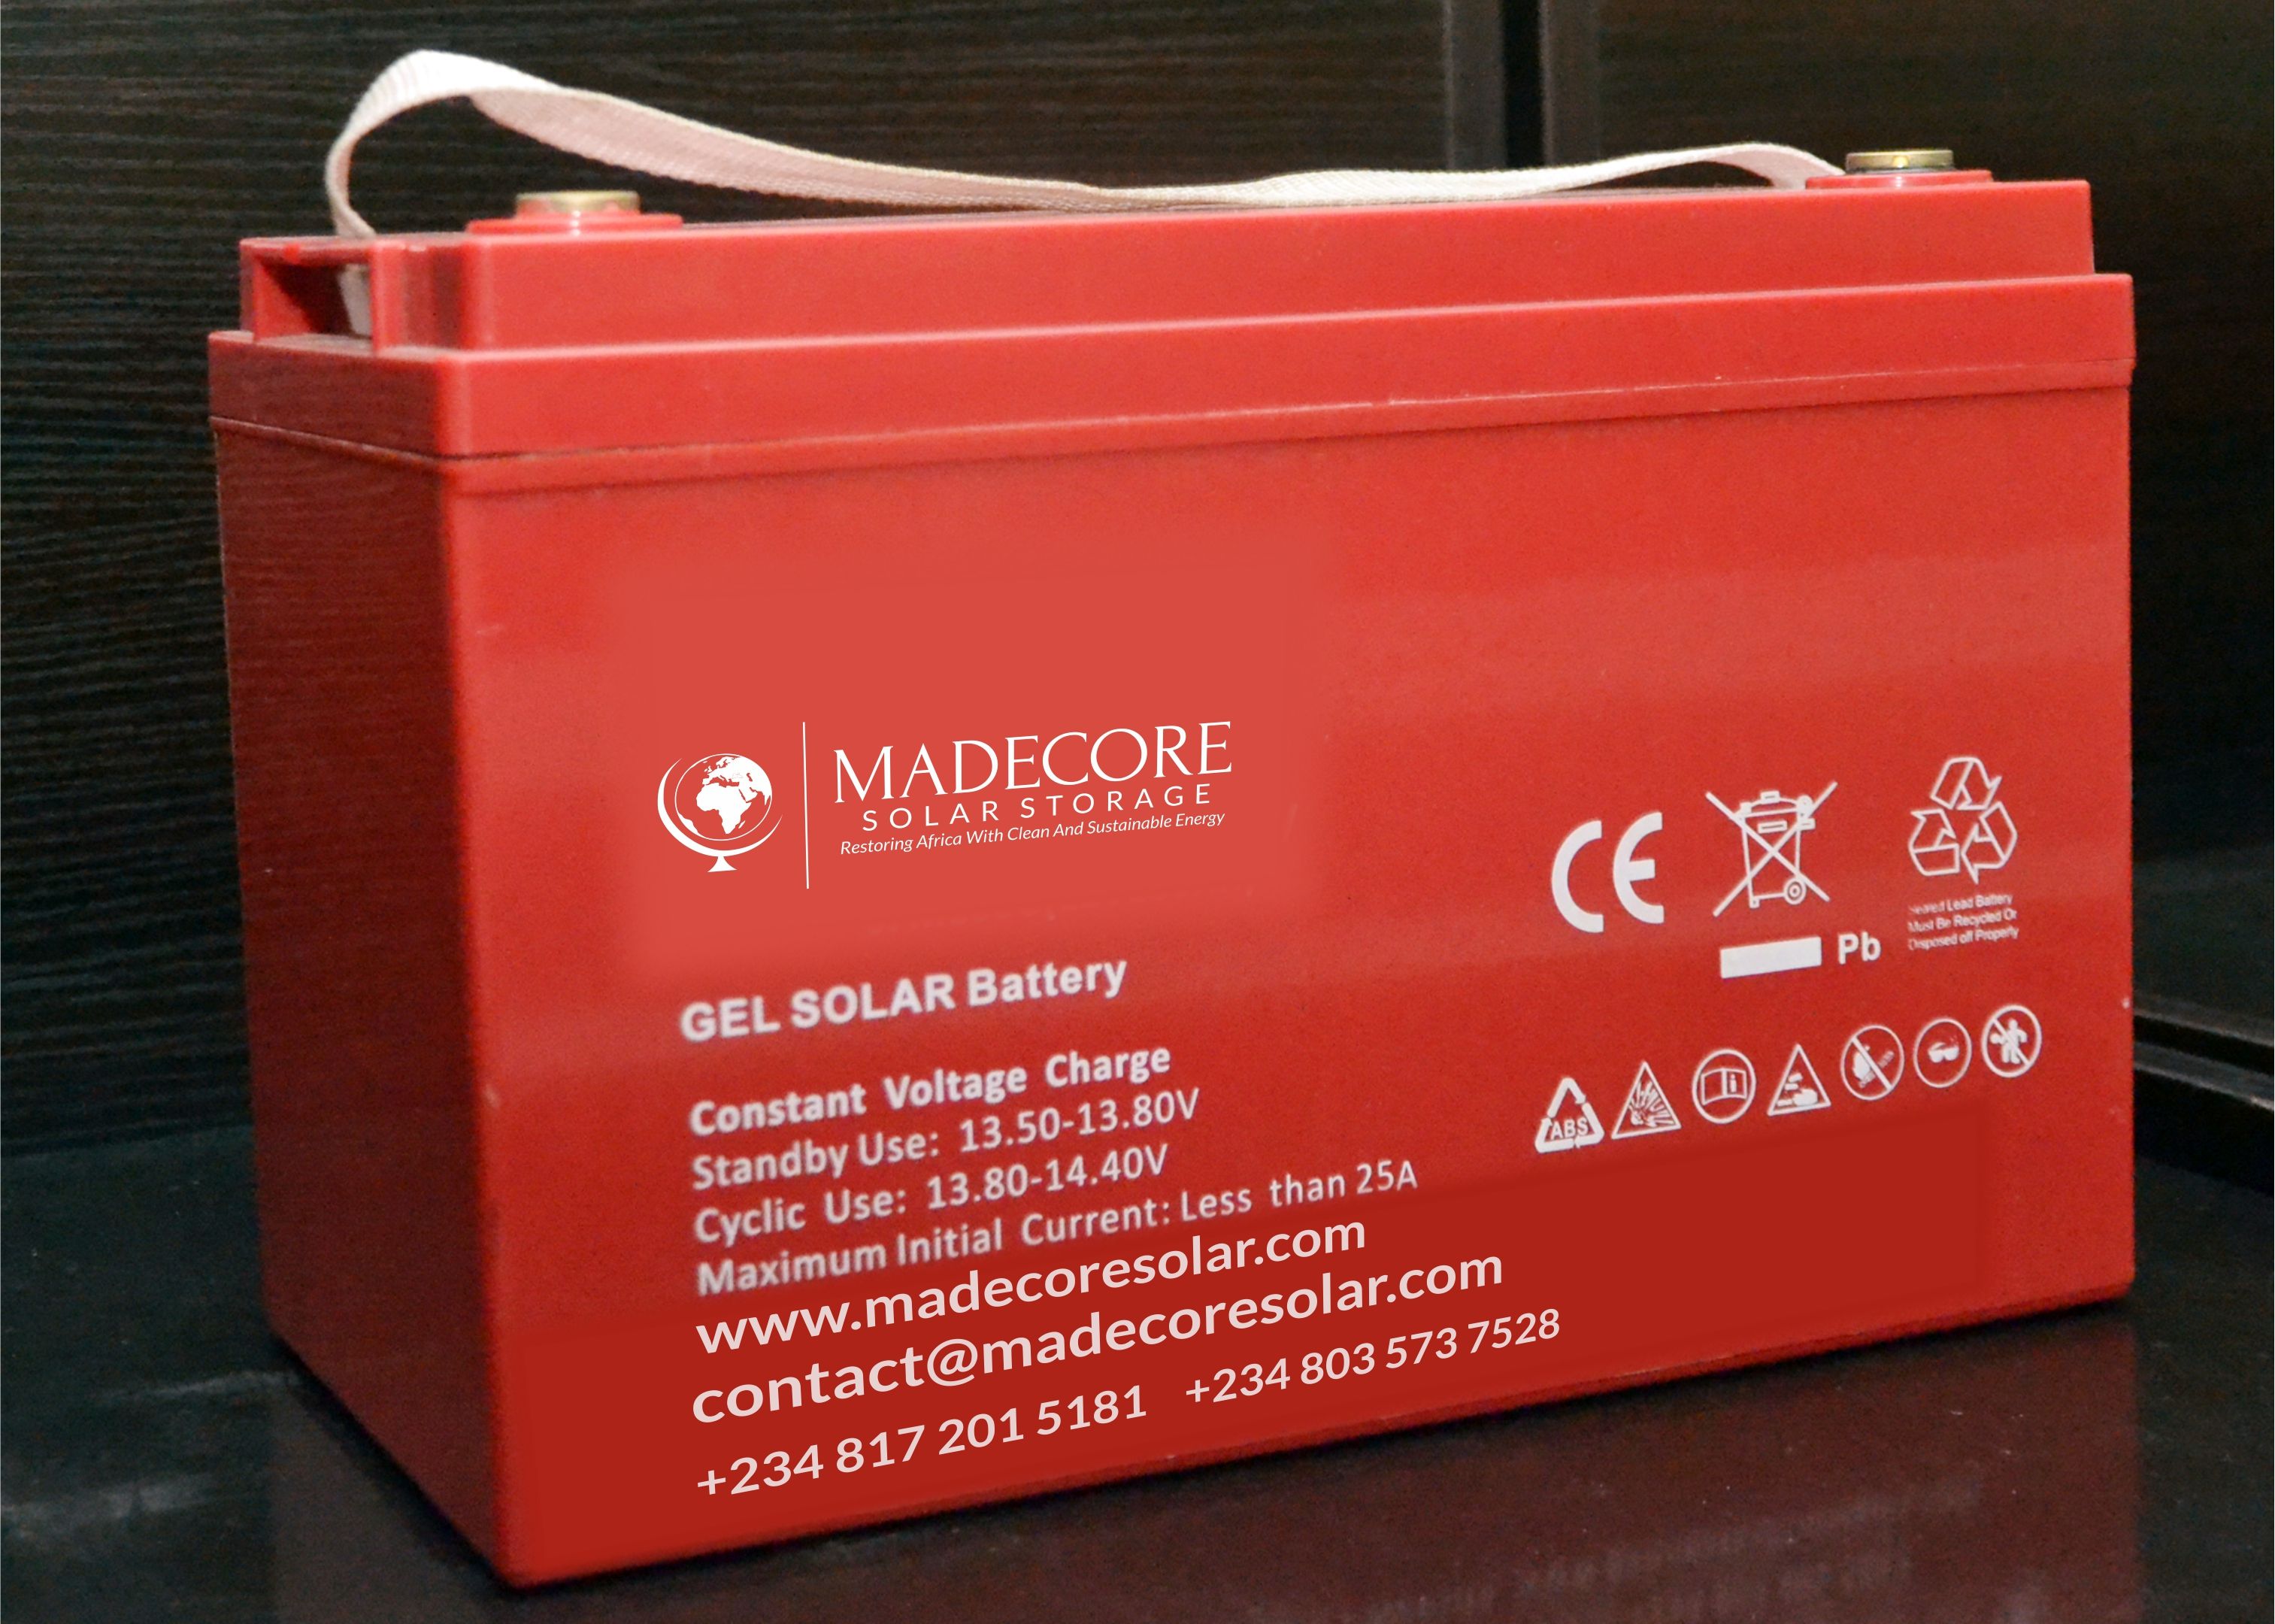 MADECORE
SOLAR STORAGE
Restoring Africa With Clean And Sustainable Energy
CE
Pb
Sealed Lead Battery
Must Be Recycled Or
Disposed off Properly
GEL SOLAR Battery
Constant Voltage Charge
Standby Use: 13.50-13.80V
Cyclic Use: 13.80-14.40V
Maximum Initial Current: Less than 25A
ABS
www.madecoresolar.com
contact@madecoresolar.com
+234 817 201 5181 +234 803 573 7528